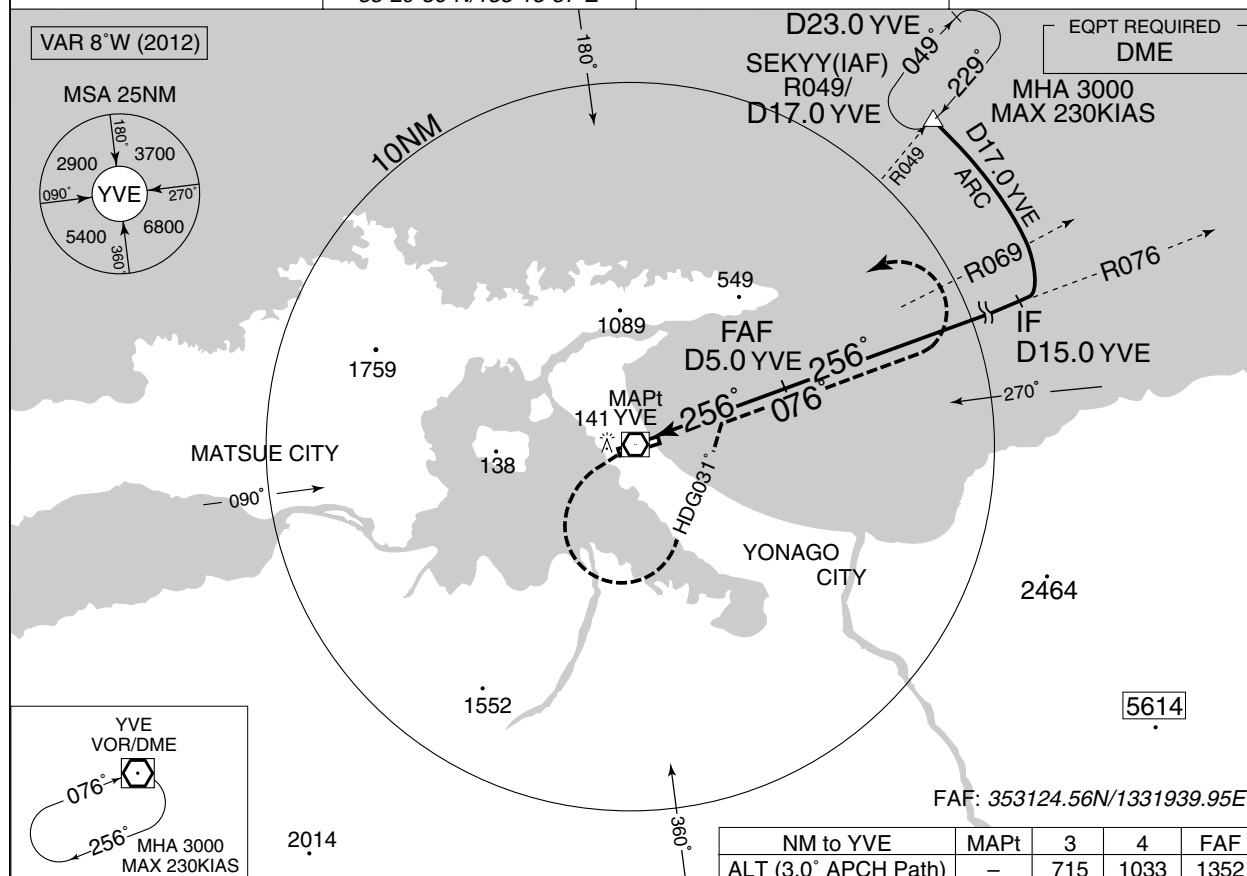 VAR 8°W (2012)
MSA 25NM
180°
2900
3700
090°
YVE
270°
5400
6800
360°
180°
10NM
D23.0 YVE
SEKYY(IAF)
R049/
D17.0 YVE
049°
229°
EQPT REQUIRED
DME
MHA 3000
MAX 230KIAS
R049
D17.0 YVE
ARC
R069
R076
549
1089
FAF
D5.0 YVE
IF
D15.0 YVE
1759
256°
256°
076°
270°
MAPt
141 YVE
MATSUE CITY
138
090°
HDG031°
YONAGO
CITY
2464
1552
5614
YVE
VOR/DME
076°
256°
MHA 3000
MAX 230KIAS
2014
360°
FAF: 353124.56N/1331939.95E
NM to YVE MAPt 3 4 FAF
ALT (3.0° APCH Path) – 715 1033 1352